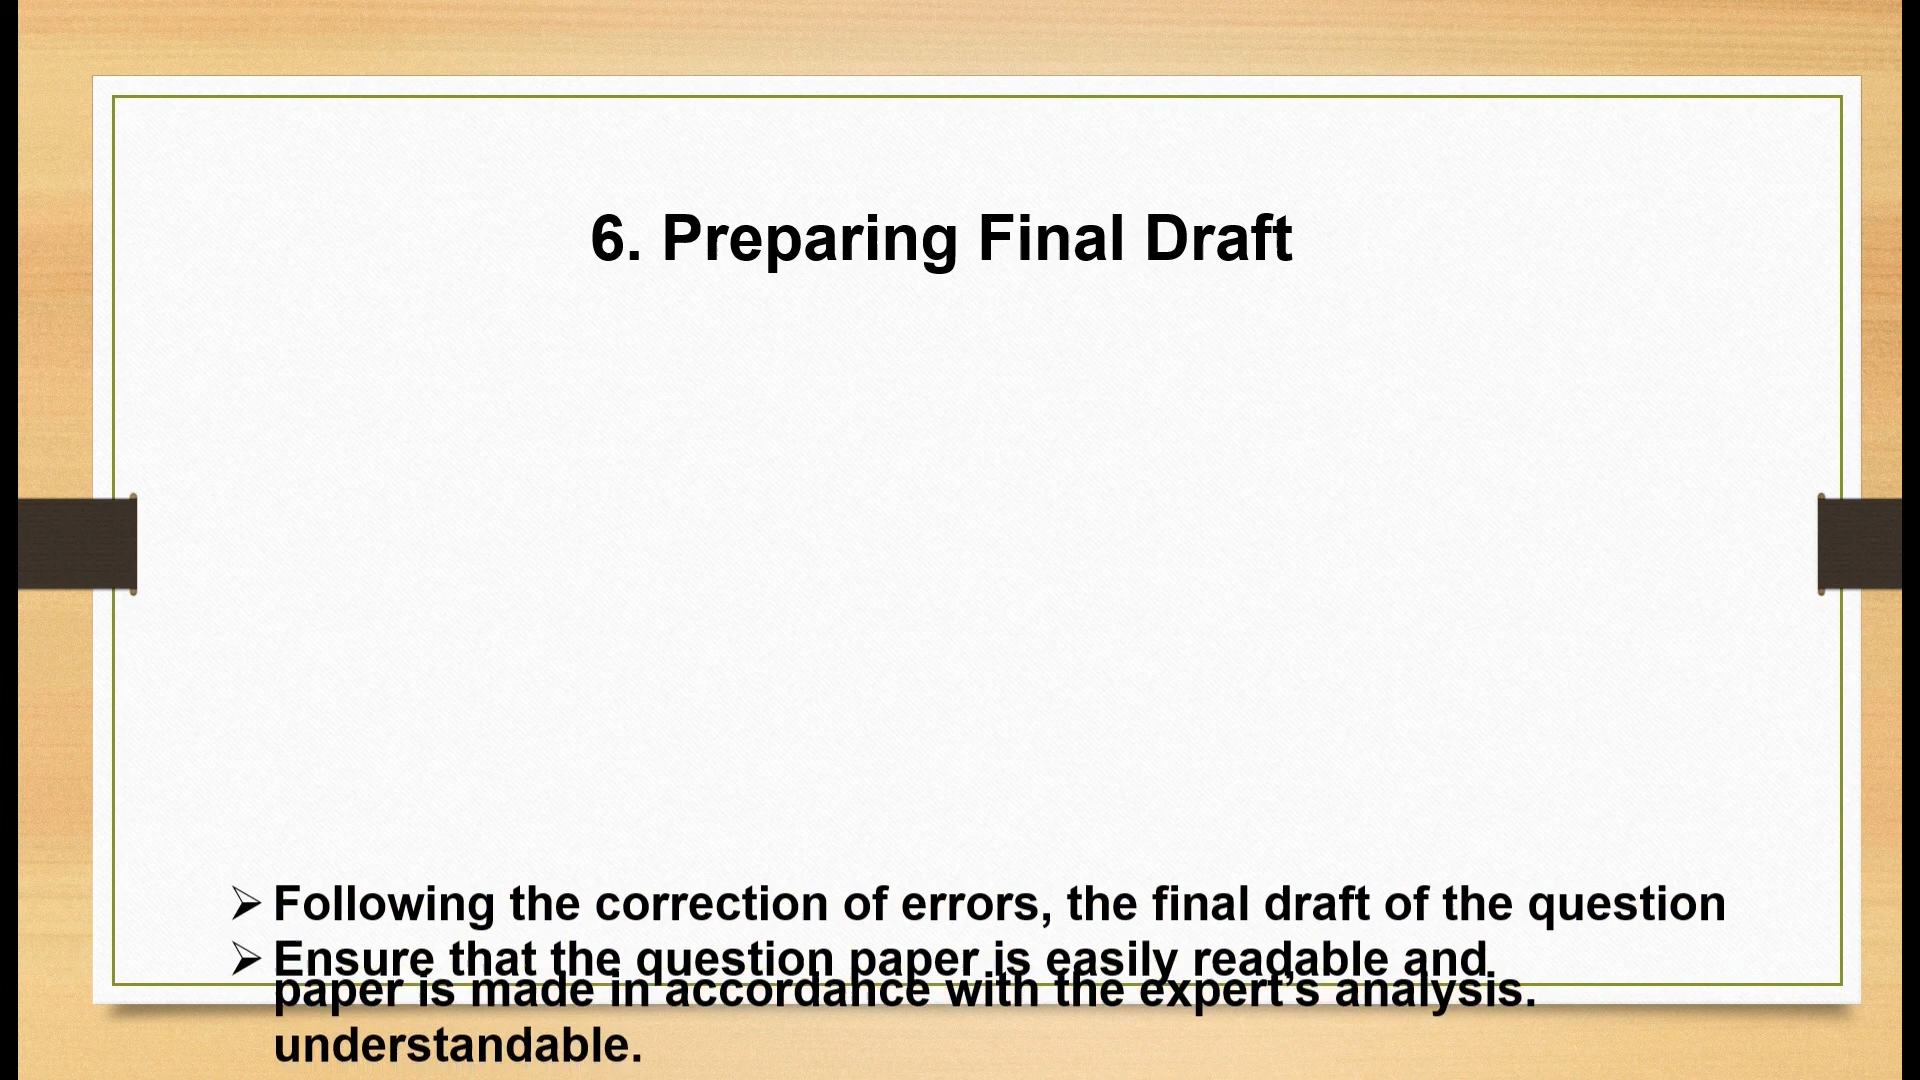 6. Preparing Final Draft
➢ Following the correction of errors, the final draft of the question
paper is made in accordance with the expert’s analysis.
➢ Ensure that the question paper is easily readable and
understandable.